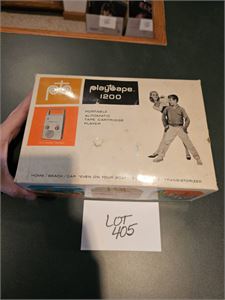 playtape
1200
PORTABLE
AUTOMATIC
TAPE CARTRIDGE
PLAYER
HOME/BEACH/CAR "EVEN ON YOUR BOAT"
TRANSISTORIZED
LOT
405